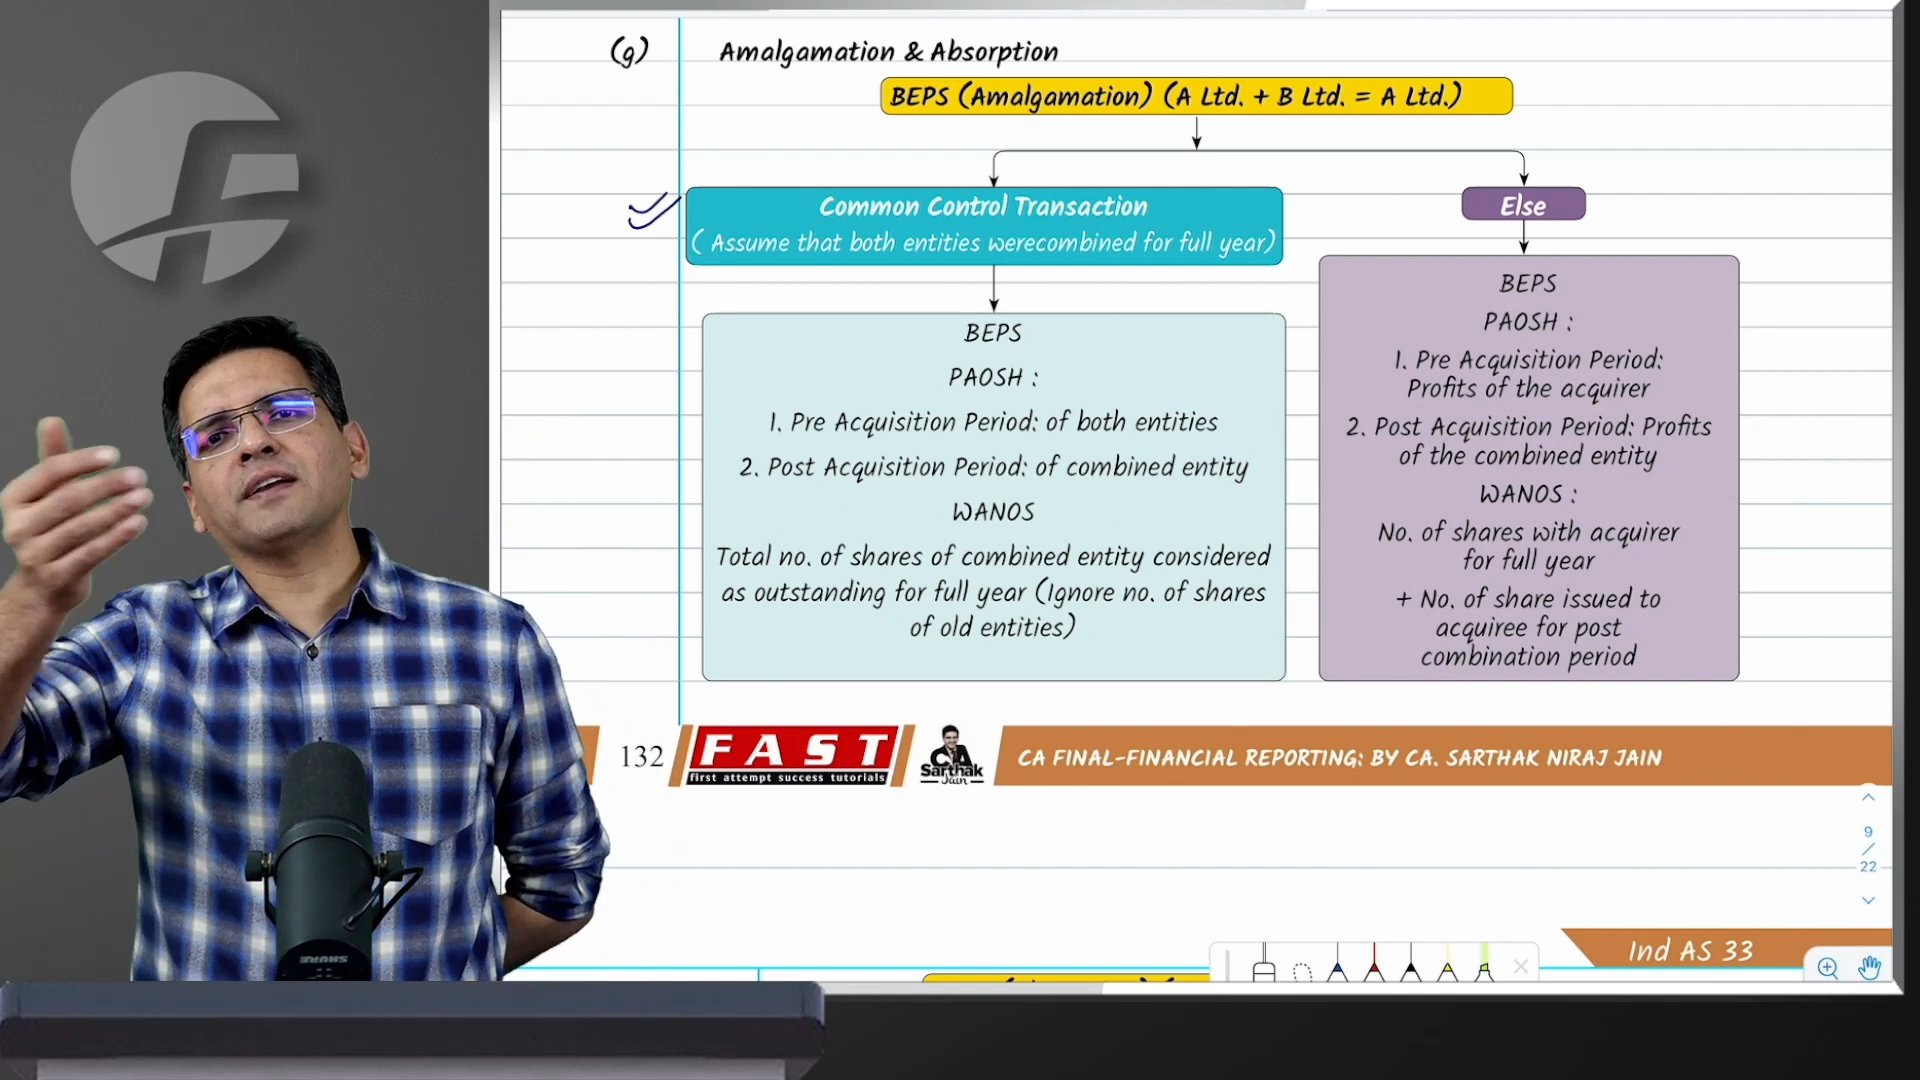 (g) Amalgamation & Absorption
BEPS (Amalgamation) (A Ltd. + B Ltd. = A Ltd.)
Common Control Transaction
( Assume that both entities werecombined for full year)
BEPS
PAOSH :
1. Pre Acquisition Period: of both entities
2. Post Acquisition Period: of combined entity
WANOS
Total no. of shares of combined entity considered
as outstanding for full year (Ignore no. of shares
of old entities)
Else
BEPS
PAOSH :
1. Pre Acquisition Period:
Profits of the acquirer
2. Post Acquisition Period: Profits
of the combined entity
WANOS :
No. of shares with acquirer
for full year
+ No. of share issued to
acquiree for post
combination period
132
FAST
first attempt success tutorials
CA
Sarthak
Jain
CA FINAL-FINANCIAL REPORTING: BY CA. SARTHAK NIRAJ JAIN
9
/
22
Ind AS 33
SHURE